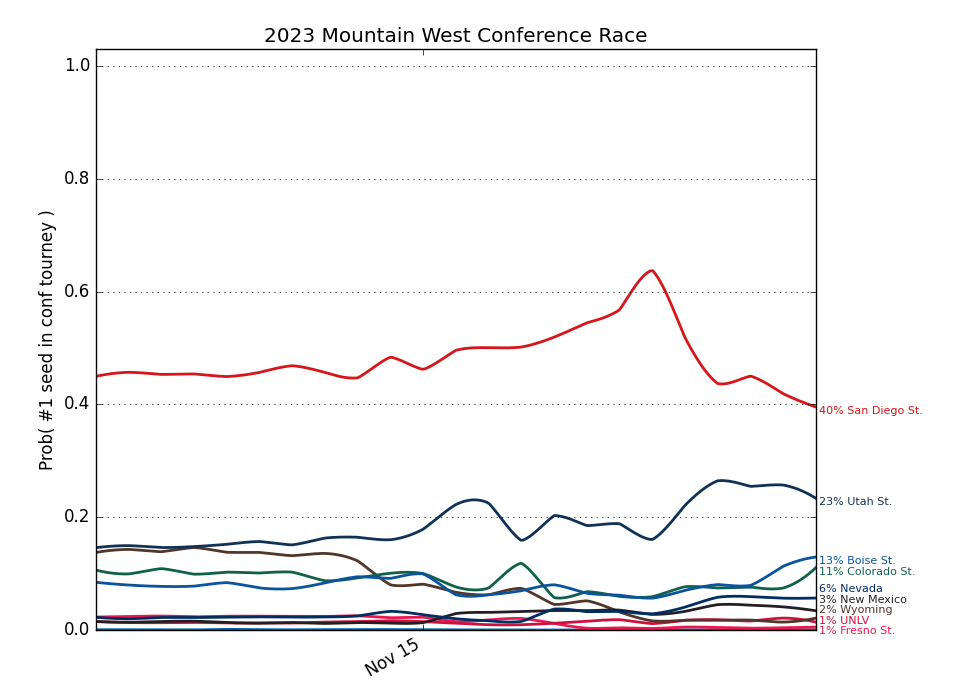 2023 Mountain West Conference Race
Prob( #1 seed in conf tourney )
1.0
0.8
0.6
0.4
0.2
0.0
Nov 15
40% San Diego St.
23% Utah St.
13% Boise St.
11% Colorado St.
6% Nevada
3% New Mexico
2% Wyoming
1% UNLV
1% Fresno St.